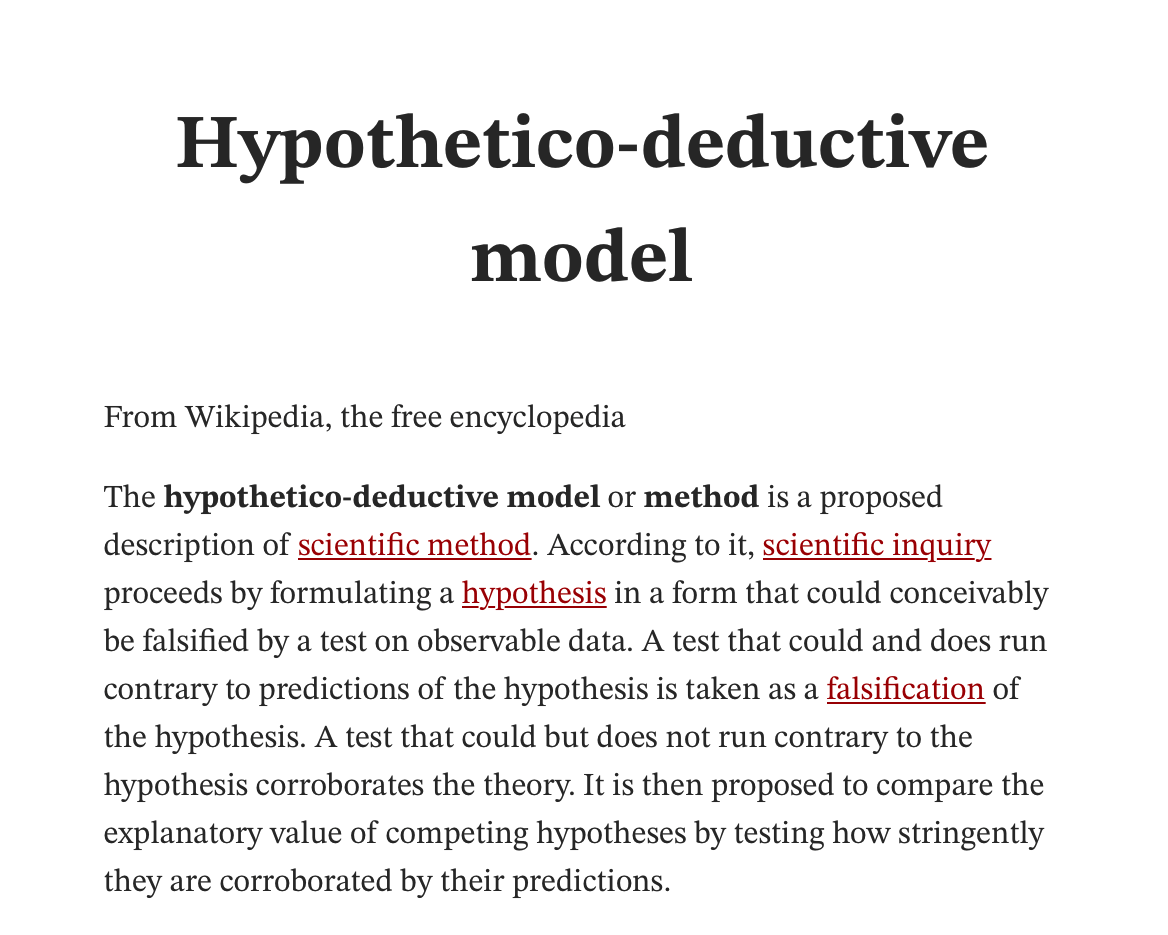 Hypothetico-deductive
model
From Wikipedia, the free encyclopedia
The hypothetico-deductive model or method is a proposed
description of scientific method. According to it, scientific inquiry
proceeds by formulating a hypothesis in a form that could conceivably
be falsified by a test on observable data. A test that could and does run
contrary to predictions of the hypothesis is taken as a falsification of
the hypothesis. A test that could but does not run contrary to the
hypothesis corroborates the theory. It is then proposed to compare the
explanatory value of competing hypotheses by testing how stringently
they are corroborated by their predictions.